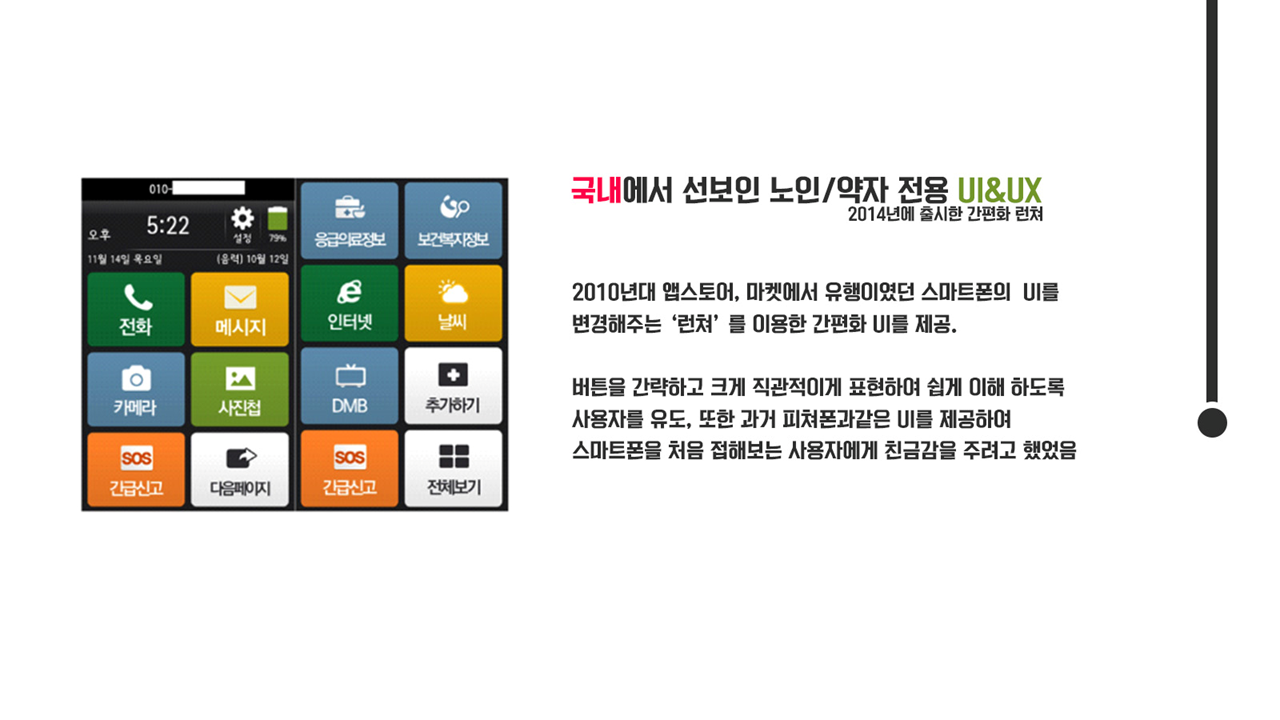 010-
오후
5:22
설정
79%
11월 14일 목요일
(음력) 10월 12일
전화
메시지
카메라
사진첩
SOS
긴급신고
다음페이지
응급의료정보
보건복지정보
인터넷
날씨
DMB
추가하기
SOS
긴급신고
전체보기
국내에서 선보인 노인/약자 전용 UI&UX
2014년에 출시한 간편화 런쳐
2010년대 앱스토어, 마켓에서 유행이였던 스마트폰의 UI를
변경해주는 ‘런쳐’ 를 이용한 간편화 UI를 제공.
버튼을 간략하고 크게 직관적이게 표현하여 쉽게 이해 하도록
사용자를 유도, 또한 과거 피쳐폰과같은 UI를 제공하여
스마트폰을 처음 접해보는 사용자에게 친금감을 주려고 했었음